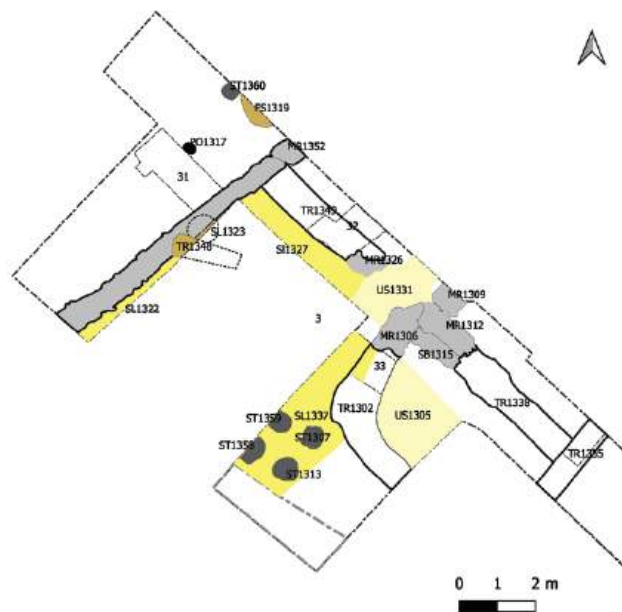 ST1360
FS1319
PO1317
MR1352
31
TR1349
32
SL1323
TR1348
SL1327
MR1326
US1331
MR1309
SL1322
3
MR1306
MR1312
SB1315
33
TR1338
ST1359
SL1337
TR1302
US1305
ST1307
ST1358
TR1335
ST1313
0 1 2 m